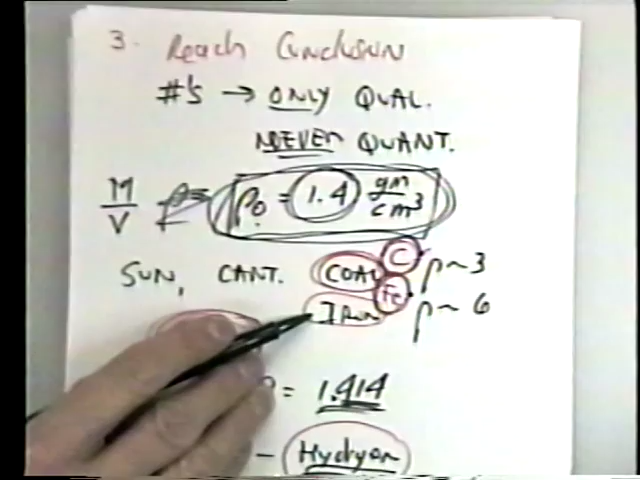 3. Reach Conclusion
#'s → ONLY QUAL.
NEVER QUANT.
M/V ρ= ρ₀ = 1.4 gm/cm³
SUN, CANT. COAL C ρ~3
IRON Fe ρ~6
= 1.414
- Hydrogen